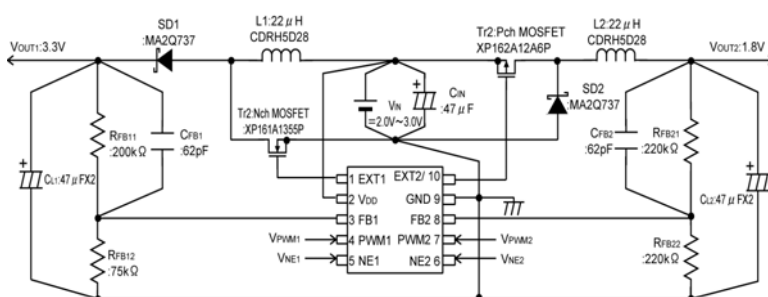 SD1
:MA2Q737
L1:22μH
CDRH5D28
Tr2:Pch MOSFET
XP162A12A6P
L2:22μH
CDRH5D28
VOUT1:3.3V
VOUT2:1.8V
Tr2:Nch MOSFET
:XP161A1355P
VIN
=2.0V~3.0V
CIN
:47μF
SD2
:MA2Q737
CL1:47μFX2
RFB11
:200kΩ
CFB1
:62pF
CFB2
:62pF
RFB21
:220kΩ
CL2:47μFX2
1 EXT1
EXT2/ 10
2 VDD
GND 9
3 FB1
FB2 8
VPWM1
4 PWM1
PWM2 7
VPWM2
VNE1
5 NE1
NE2 6
VNE2
RFB12
:75kΩ
RFB22
:220kΩ